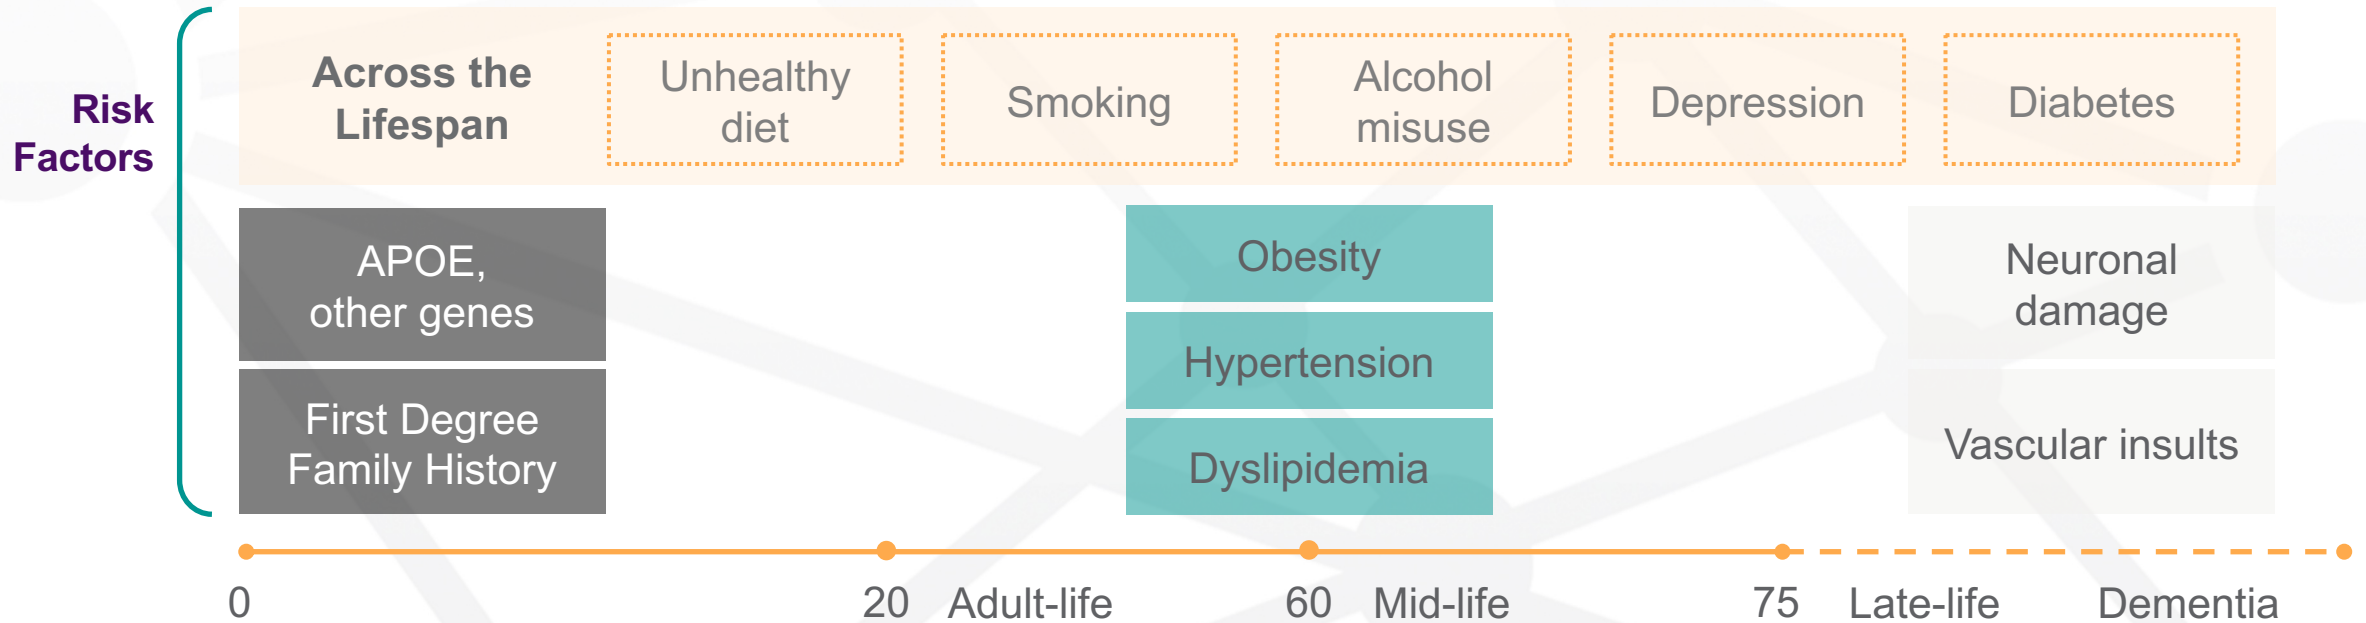 Risk
Factors
Across the
Lifespan
Unhealthy
diet
Smoking
Alcohol
misuse
Depression
Diabetes
APOE,
other genes
First Degree
Family History
Obesity
Hypertension
Dyslipidemia
Neuronal
damage
Vascular insults
0 20 Adult-life 60 Mid-life 75 Late-life Dementia